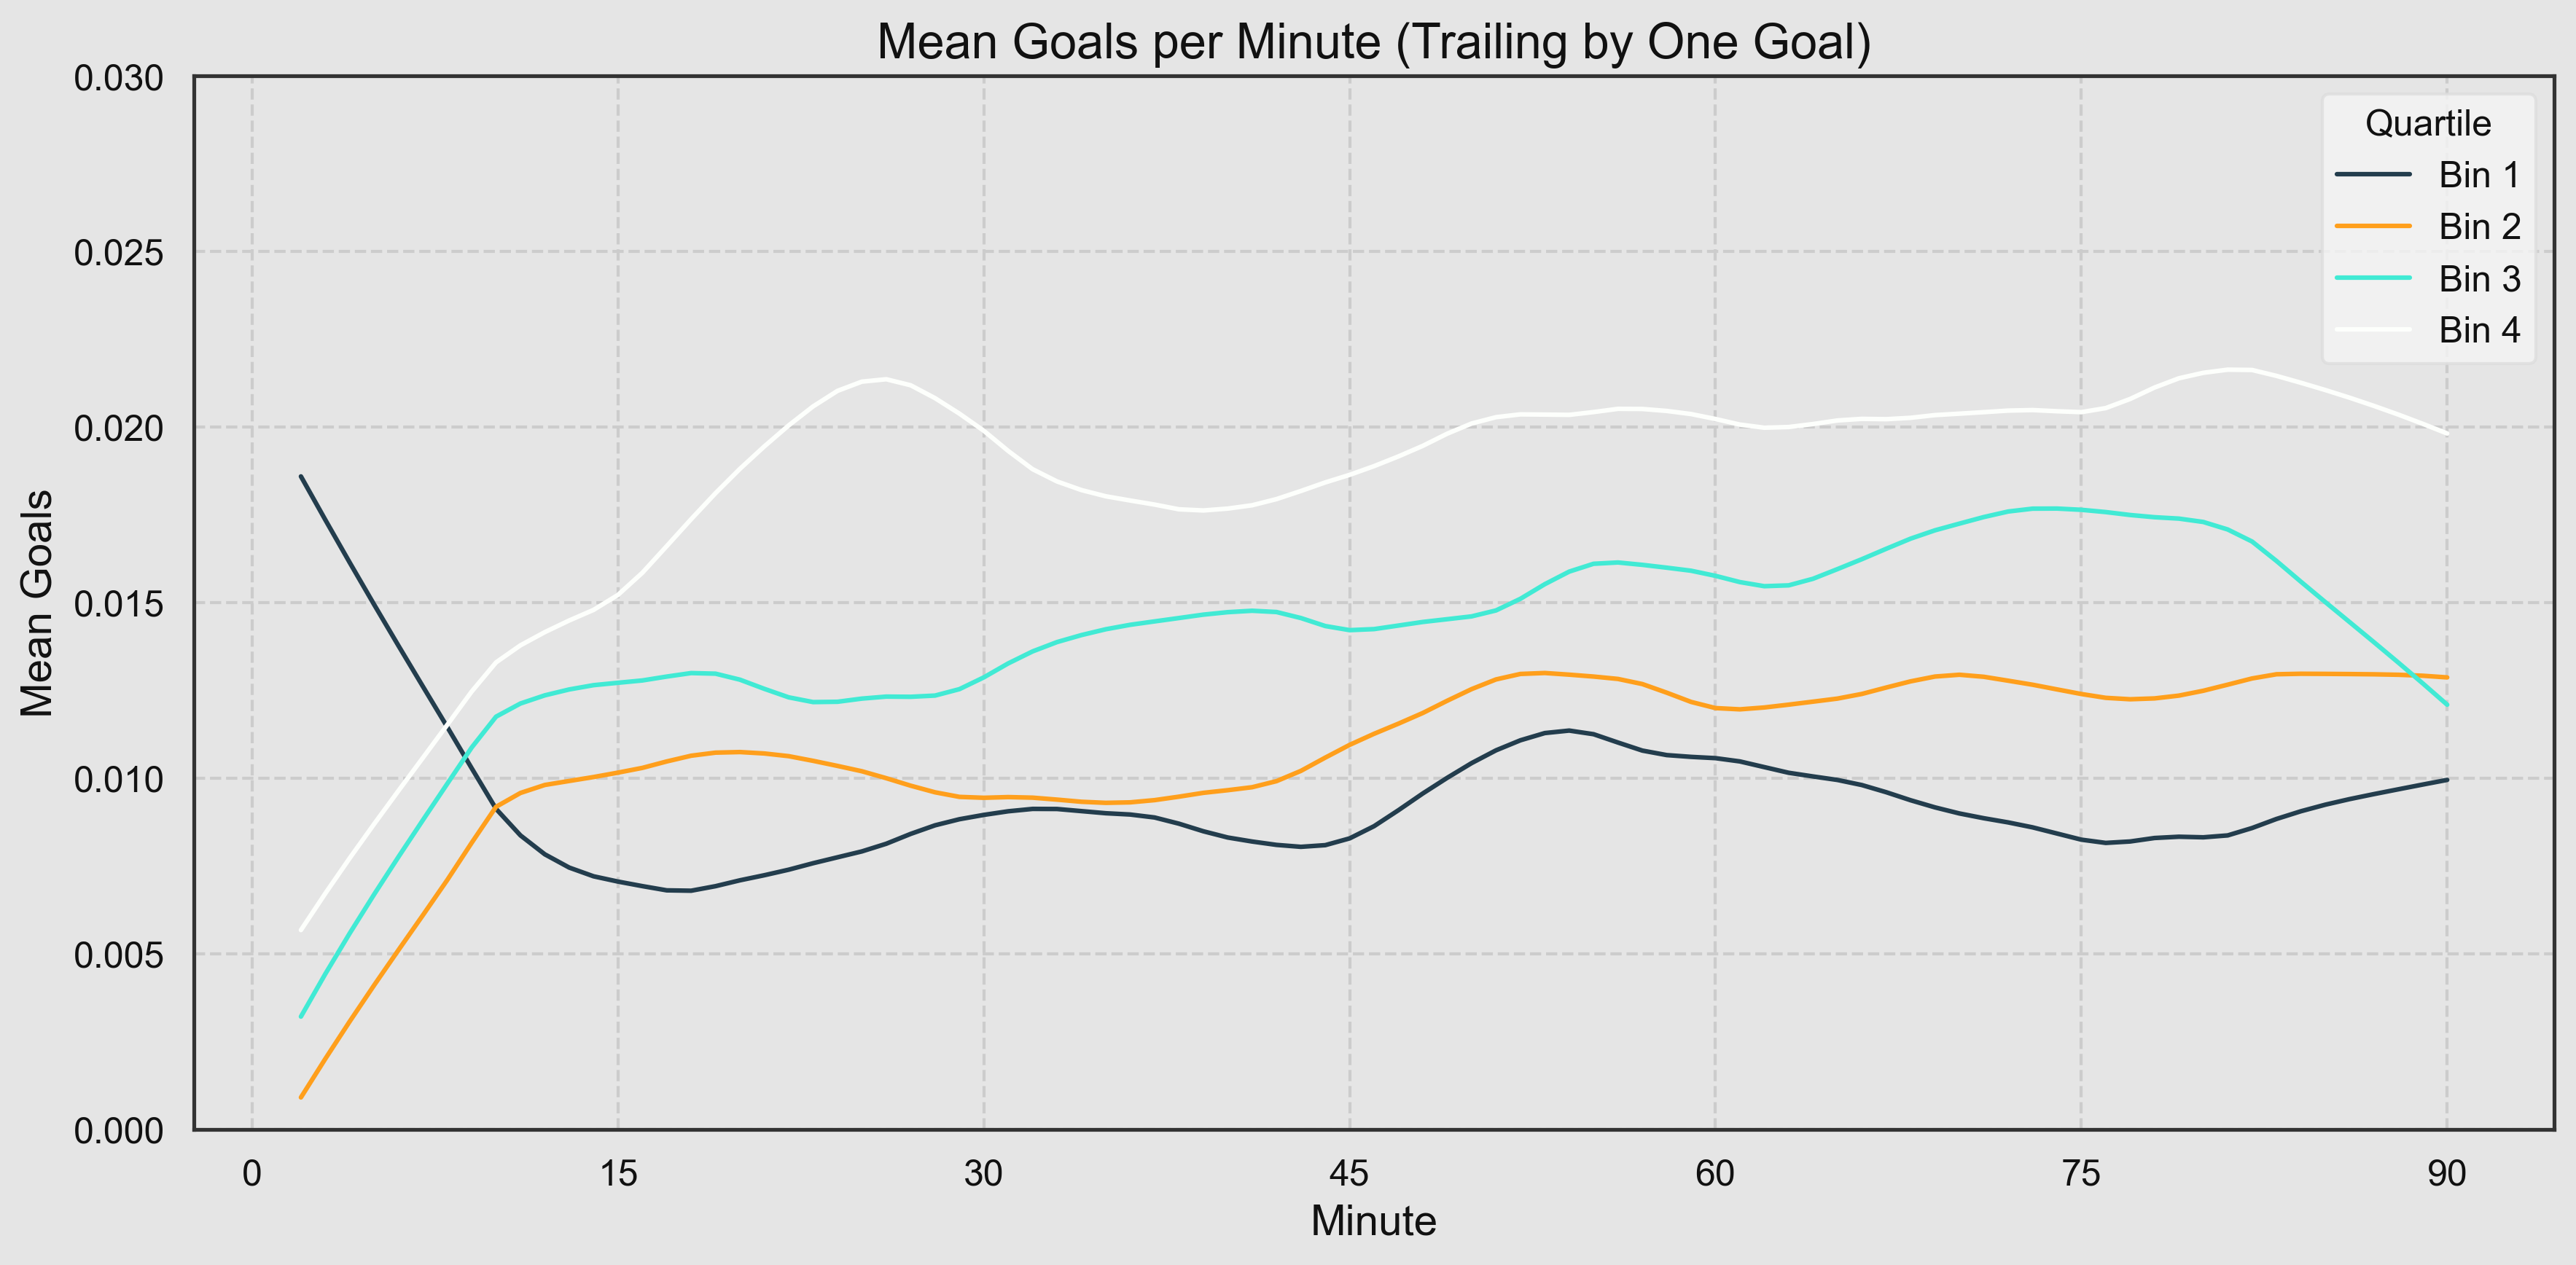 Mean Goals per Minute (Trailing by One Goal)
0.030
0.025
0.020
0.015
0.010
0.005
0.000
Mean Goals
Quartile
Bin 1
Bin 2
Bin 3
Bin 4
0 15 30 45 60 75 90
Minute